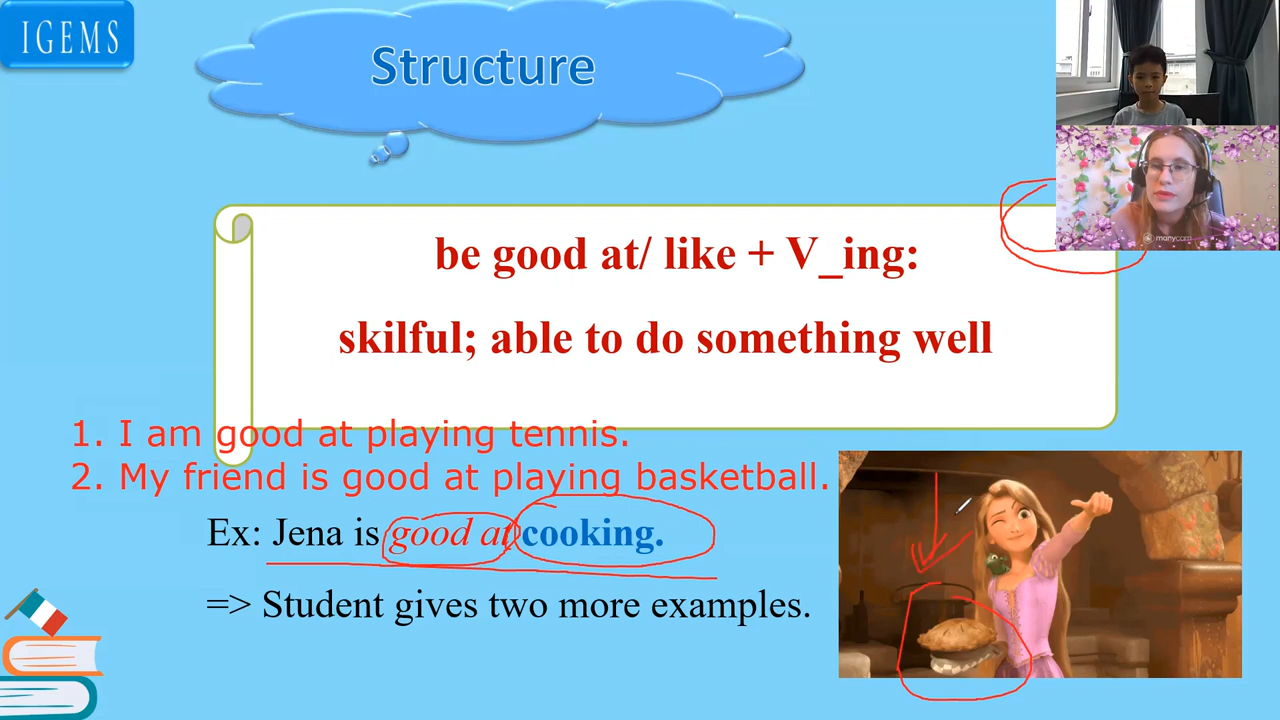 IGEMS
Structure
manycam
be good at/ like + V_ing:
skilful; able to do something well
1. I am good at playing tennis.
2. My friend is good at playing basketball.
Ex: Jena is good at cooking.
=> Student gives two more examples.